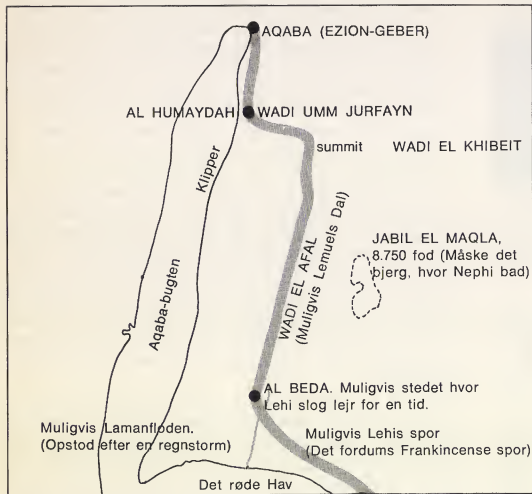 AQABA (EZION-GEBER)
AL HUMAYDAH
WADI UMM JURFAYN
summit
WADI EL KHIBEIT
Klipper
Aqaba-bugten
WADI EL AFAL
(Muligvis Lemuels Dal)
JABIL EL MAQLA,
8.750 fod (Måske det
bjerg, hvor Nephi bad)
AL BEDA. Muligvis stedet hvor
Lehi slog lejr for en tid.
Muligvis Lamanfloden.
(Opstod efter en regnstorm)
Muligvis Lehis spor
(Det fordums Frankincense spor)
Det røde Hav